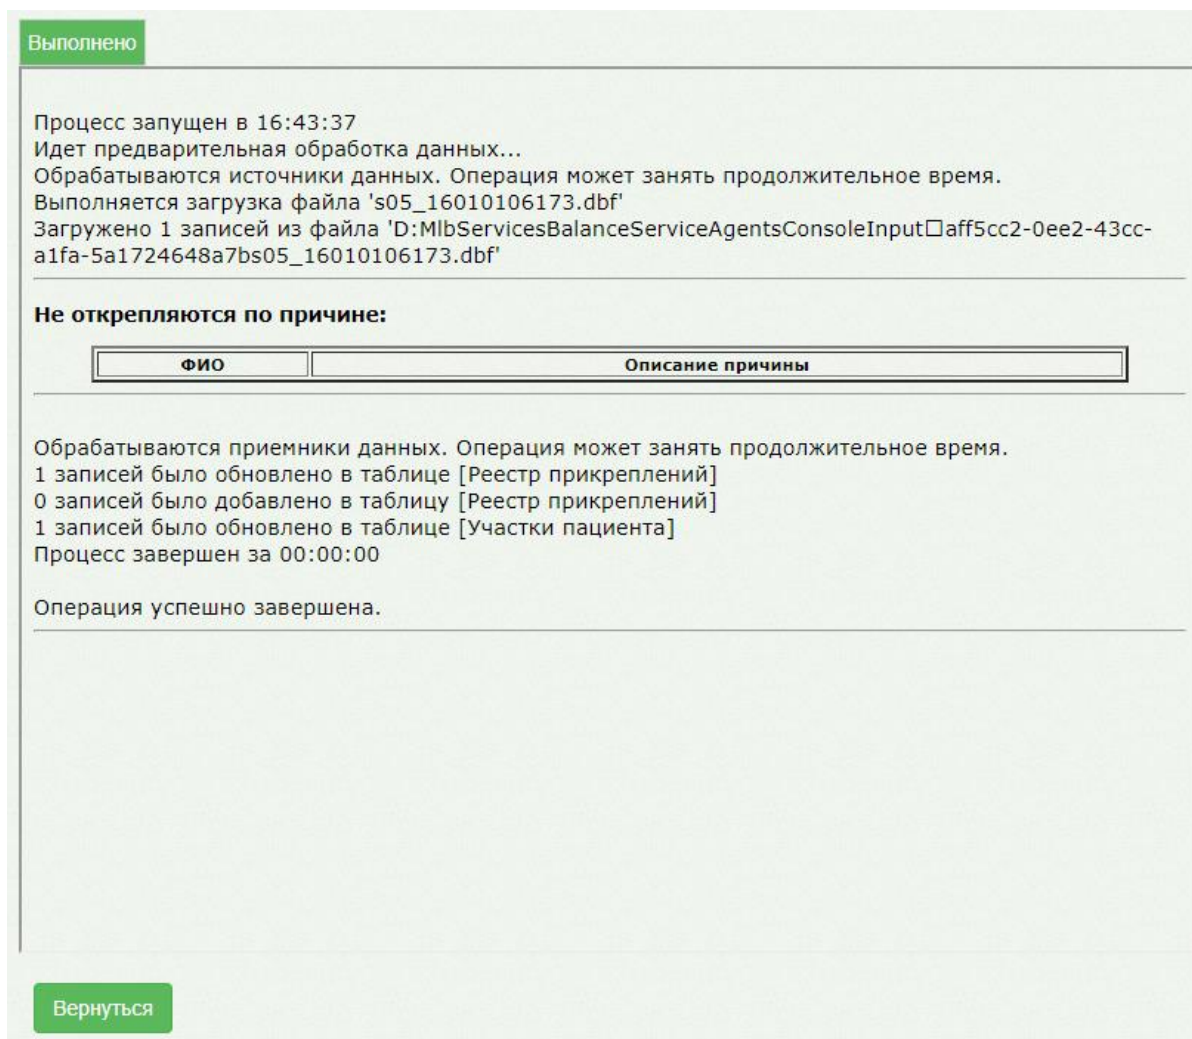 Выполнено
Процесс запущен в 16:43:37
Идет предварительная обработка данных...
Обрабатываются источники данных. Операция может занять продолжительное время.
Выполняется загрузка файла 's05_16010106173.dbf'
Загружено 1 записей из файла 'D:MlbServicesBalanceServiceAgentsConsoleInput□aff5cc2-0ee2-43cc-
a1fa-5a1724648a7bs05_16010106173.dbf'
Не открепляются по причине:
ФИО Описание причины
Обрабатываются приемники данных. Операция может занять продолжительное время.
1 записей было обновлено в таблице [Реестр прикреплений]
0 записей было добавлено в таблицу [Реестр прикреплений]
1 записей было обновлено в таблице [Участки пациента]
Процесс завершен за 00:00:00
Операция успешно завершена.
Вернуться